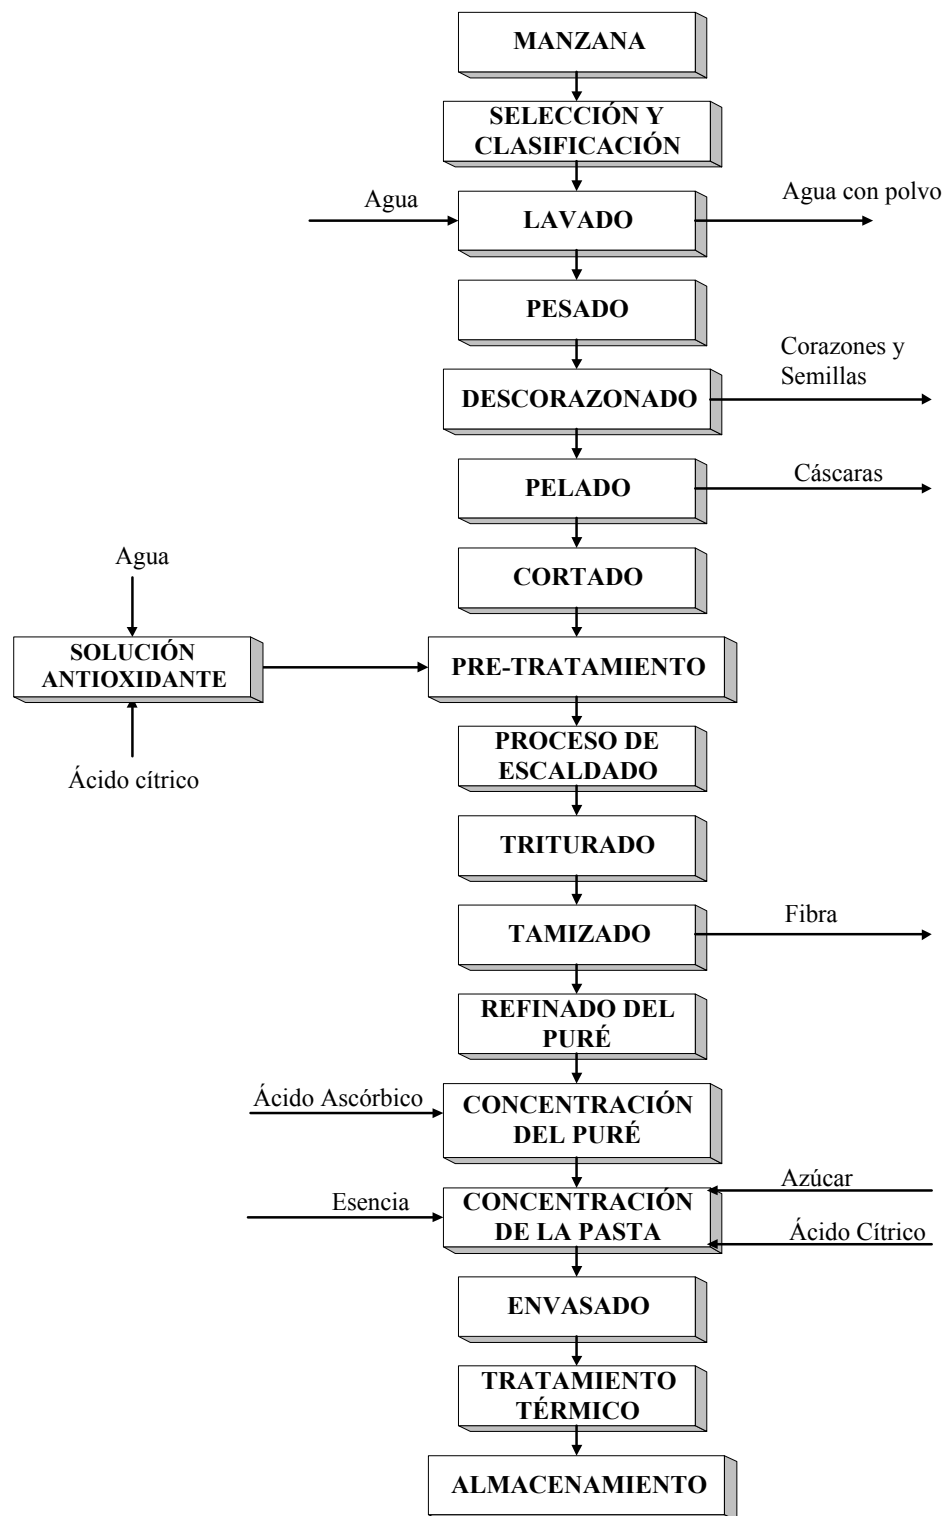 MANZANA
SELECCIÓN Y
CLASIFICACIÓN
Agua
LAVADO
Agua con polvo
PESADO
Corazones y
Semillas
DESCORAZONADO
PELADO
Cáscaras
CORTADO
Agua
SOLUCIÓN
ANTIOXIDANTE
Ácido cítrico
PRE-TRATAMIENTO
PROCESO DE
ESCALDADO
TRITURADO
TAMIZADO
Fibra
REFINADO DEL
PURÉ
Ácido Ascórbico
CONCENTRACIÓN
DEL PURÉ
Esencia
CONCENTRACIÓN
DE LA PASTA
Azúcar
Ácido Cítrico
ENVASADO
TRATAMIENTO
TÉRMICO
ALMACENAMIENTO